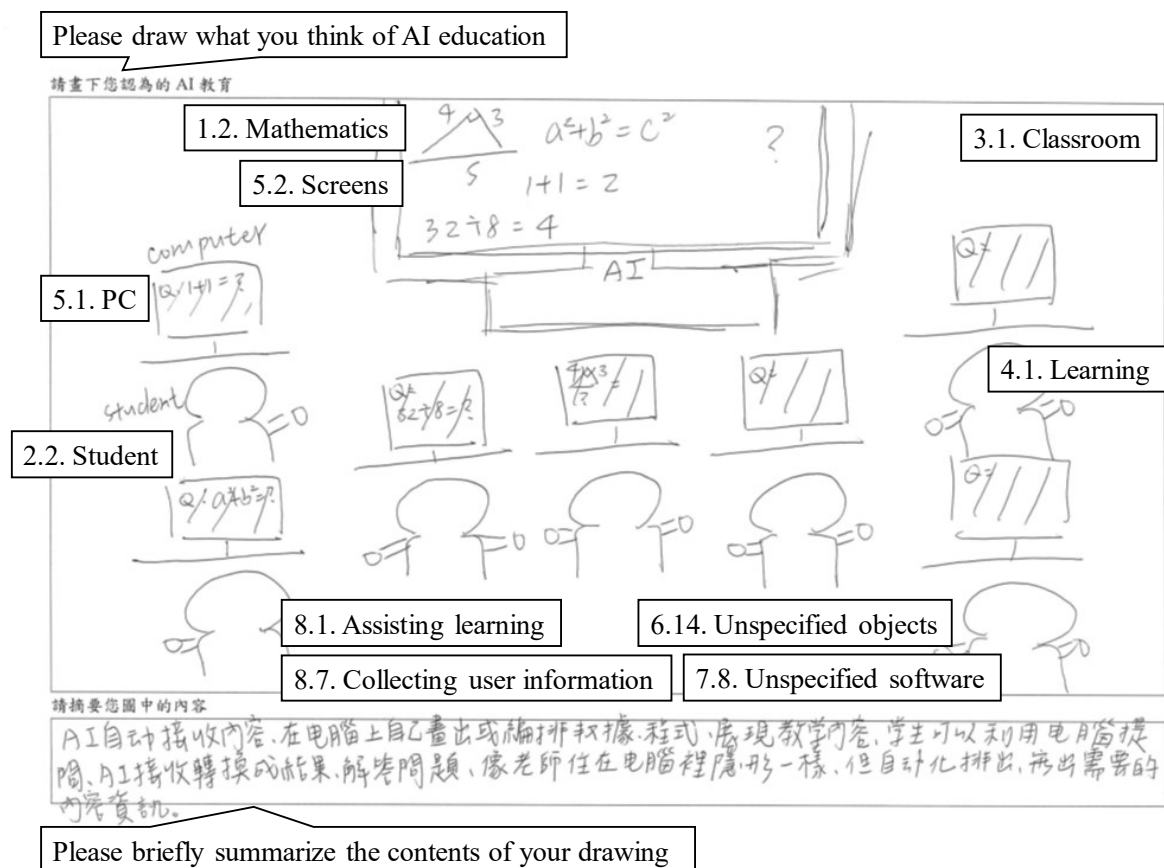 Please draw what you think of AI education
請畫下您認為的 AI 教育
1.2. Mathematics
4 3
5
a²+b²=c²
?
3.1. Classroom
5.2. Screens
1+1=2
32÷8=4
computer
AI
Q:
5.1. PC
Q: 1+1=?
student
Q:
32÷8=?
4 3
? =
Q:
4.1. Learning
2.2. Student
Q: a²+b²=?
Q:
8.1. Assisting learning
6.14. Unspecified objects
8.7. Collecting user information
7.8. Unspecified software
請摘要您圖中的內容
AI自动接收內容、在电腦上自己畫出或編排数據、程式、展現教学內容、学生可以利用电腦提
問、AI接收轉換成結果、解答問題、像老師住在电腦裡隱形一樣、但自动化排出、需要的
內容資訊。
Please briefly summarize the contents of your drawing